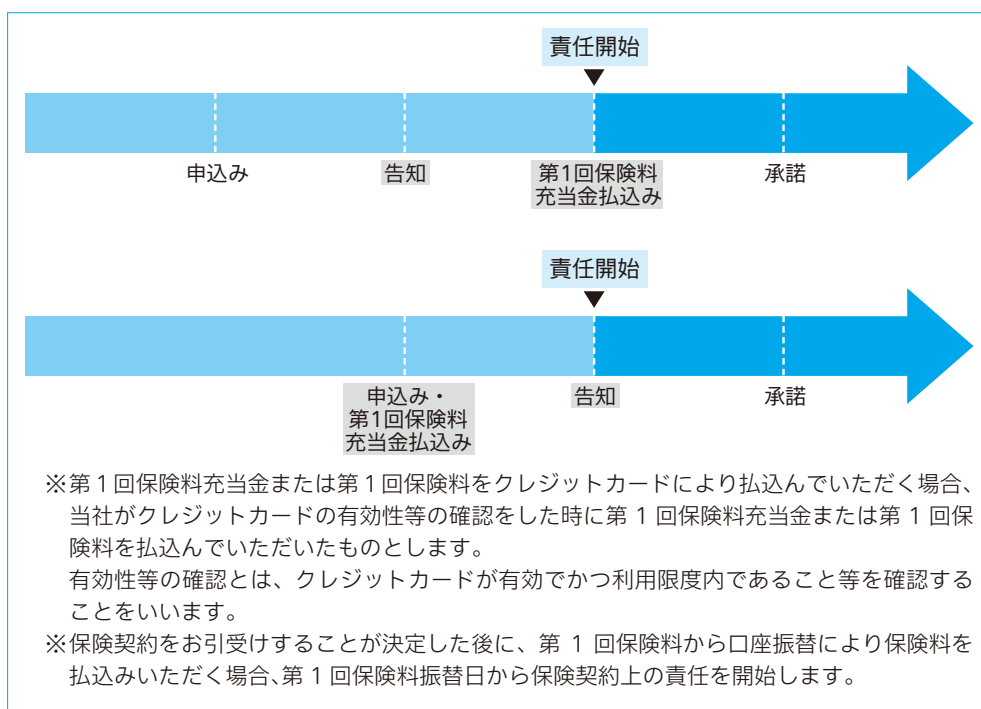 責任開始
申込み
告知
第1回保険料
充当金払込み
承諾
責任開始
申込み・
第1回保険料
充当金払込み
告知
承諾
※第1回保険料充当金または第1回保険料をクレジットカードにより払込んでいただく場合、
当社がクレジットカードの有効性等の確認をした時に第 1 回保険料充当金または第 1 回保
険料を払込んでいただいたものとします。
有効性等の確認とは、クレジットカードが有効でかつ利用限度内であること等を確認する
ことをいいます。
※保険契約をお引受けすることが決定した後に、第 1 回保険料から口座振替により保険料を
払込みいただく場合、第 1 回保険料振替日から保険契約上の責任を開始します。